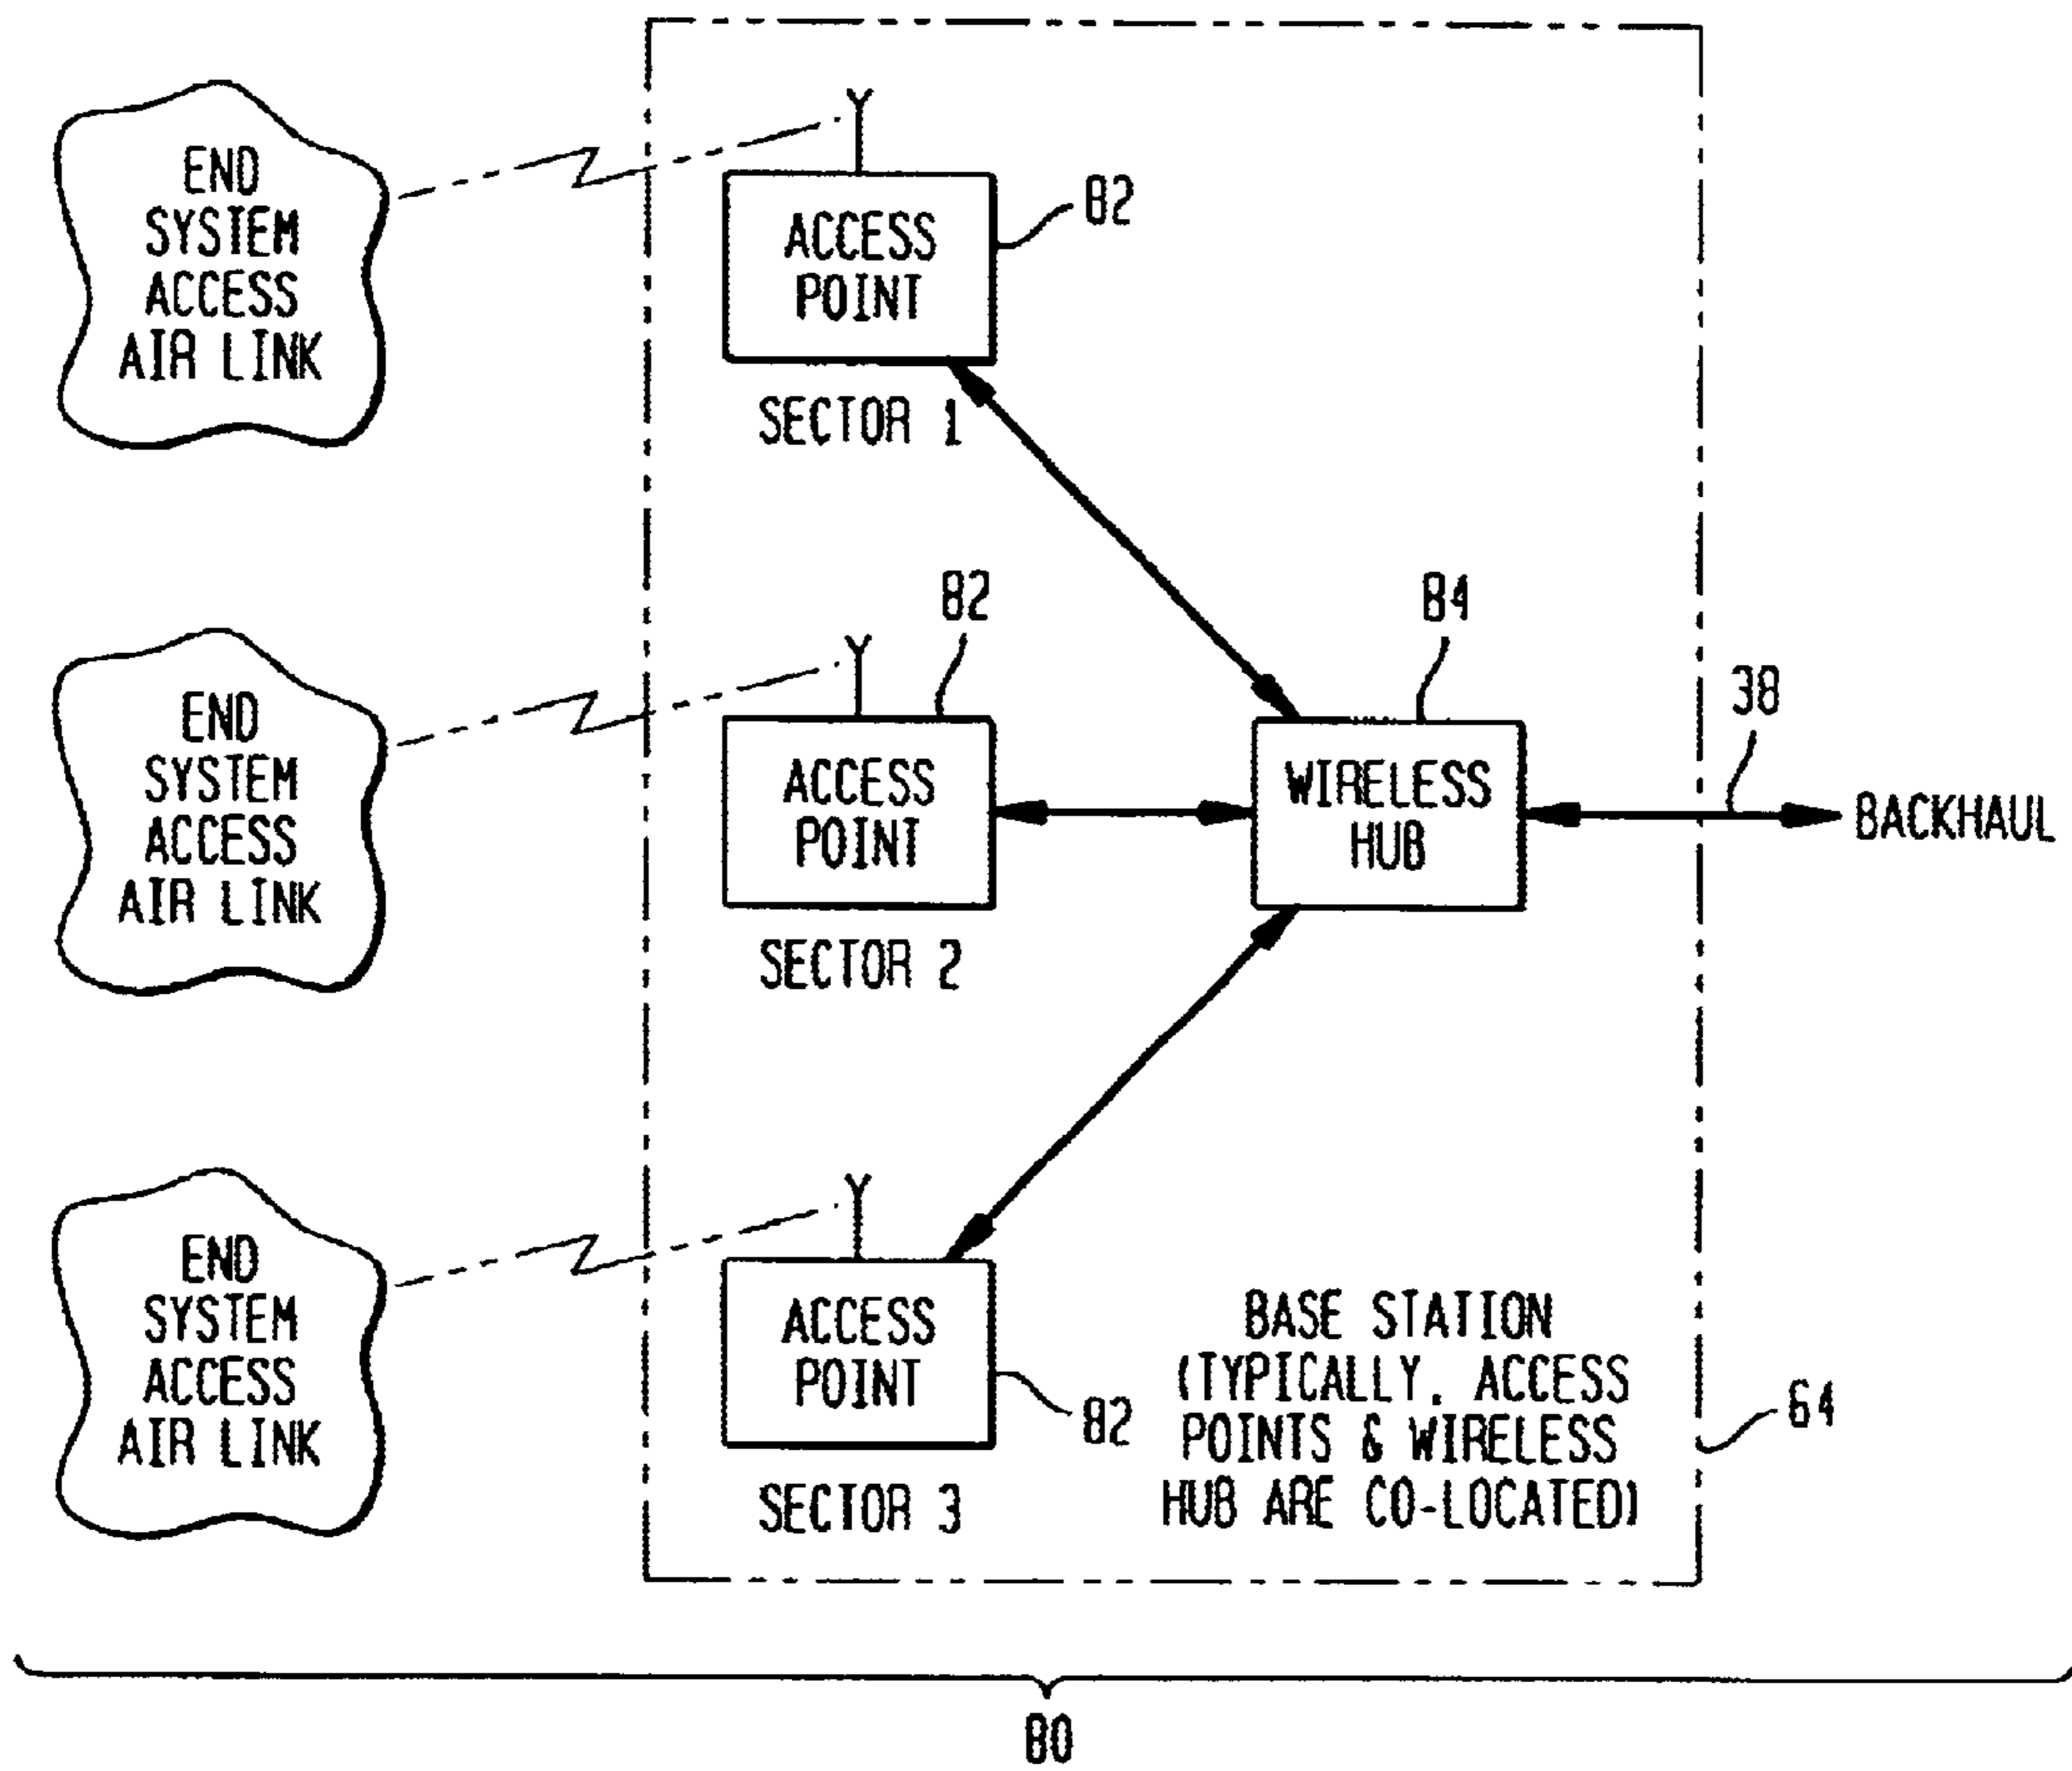 END
SYSTEM
ACCESS
AIR LINK
ACCESS
POINT
82
SECTOR 1
END
SYSTEM
ACCESS
AIR LINK
82
ACCESS
POINT
SECTOR 2
84
WIRELESS
HUB
38
BACKHAUL
END
SYSTEM
ACCESS
AIR LINK
ACCESS
POINT
82
SECTOR 3
BASE STATION
(TYPICALLY, ACCESS
POINTS & WIRELESS
HUB ARE CO-LOCATED)
64
80